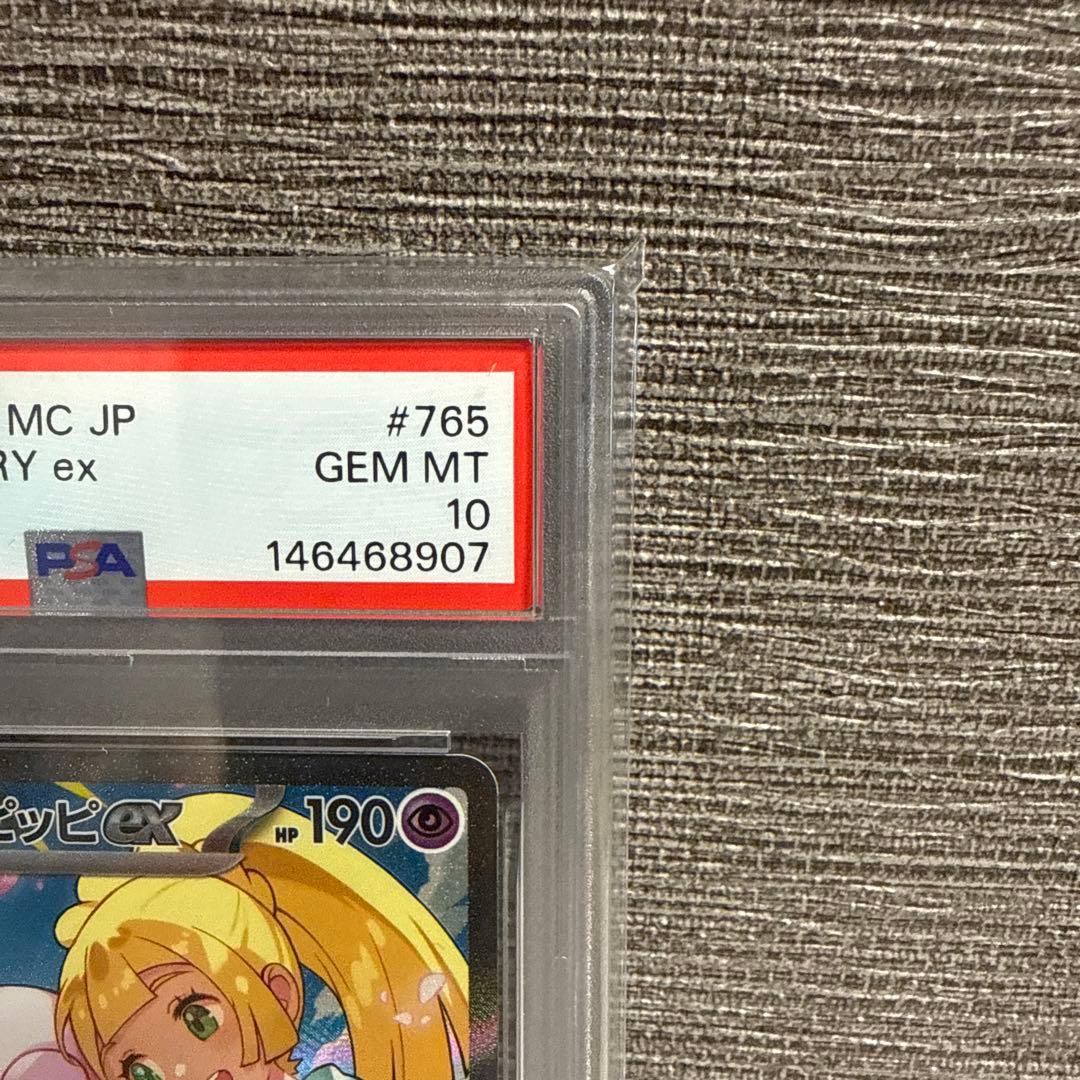 MC JP #765
RY ex GEM MT
10
PSA 146468907
ピッピex HP 190